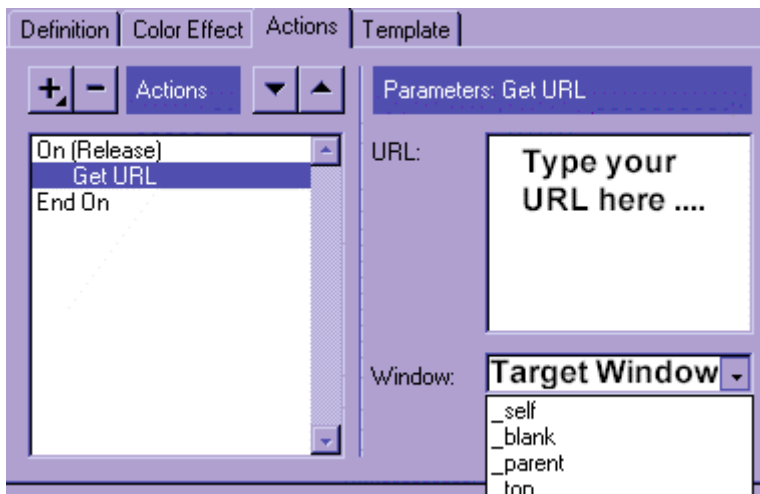 Definition Color Effect Actions Template
+ - Actions
Parameters: Get URL
On (Release)
Get URL
End On
URL:
Type your
URL here ....
Window:
Target Window
_self
_blank
_parent
_top